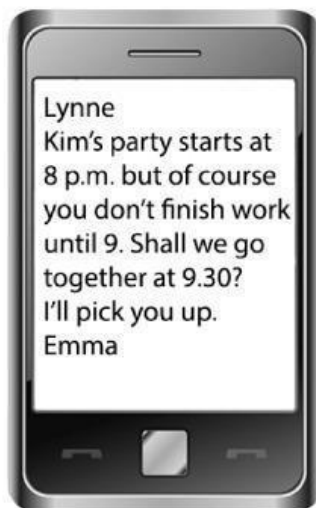 Lynne
Kim's party starts at
8 p.m. but of course
you don't finish work
until 9. Shall we go
together at 9.30?
I'll pick you up.
Emma